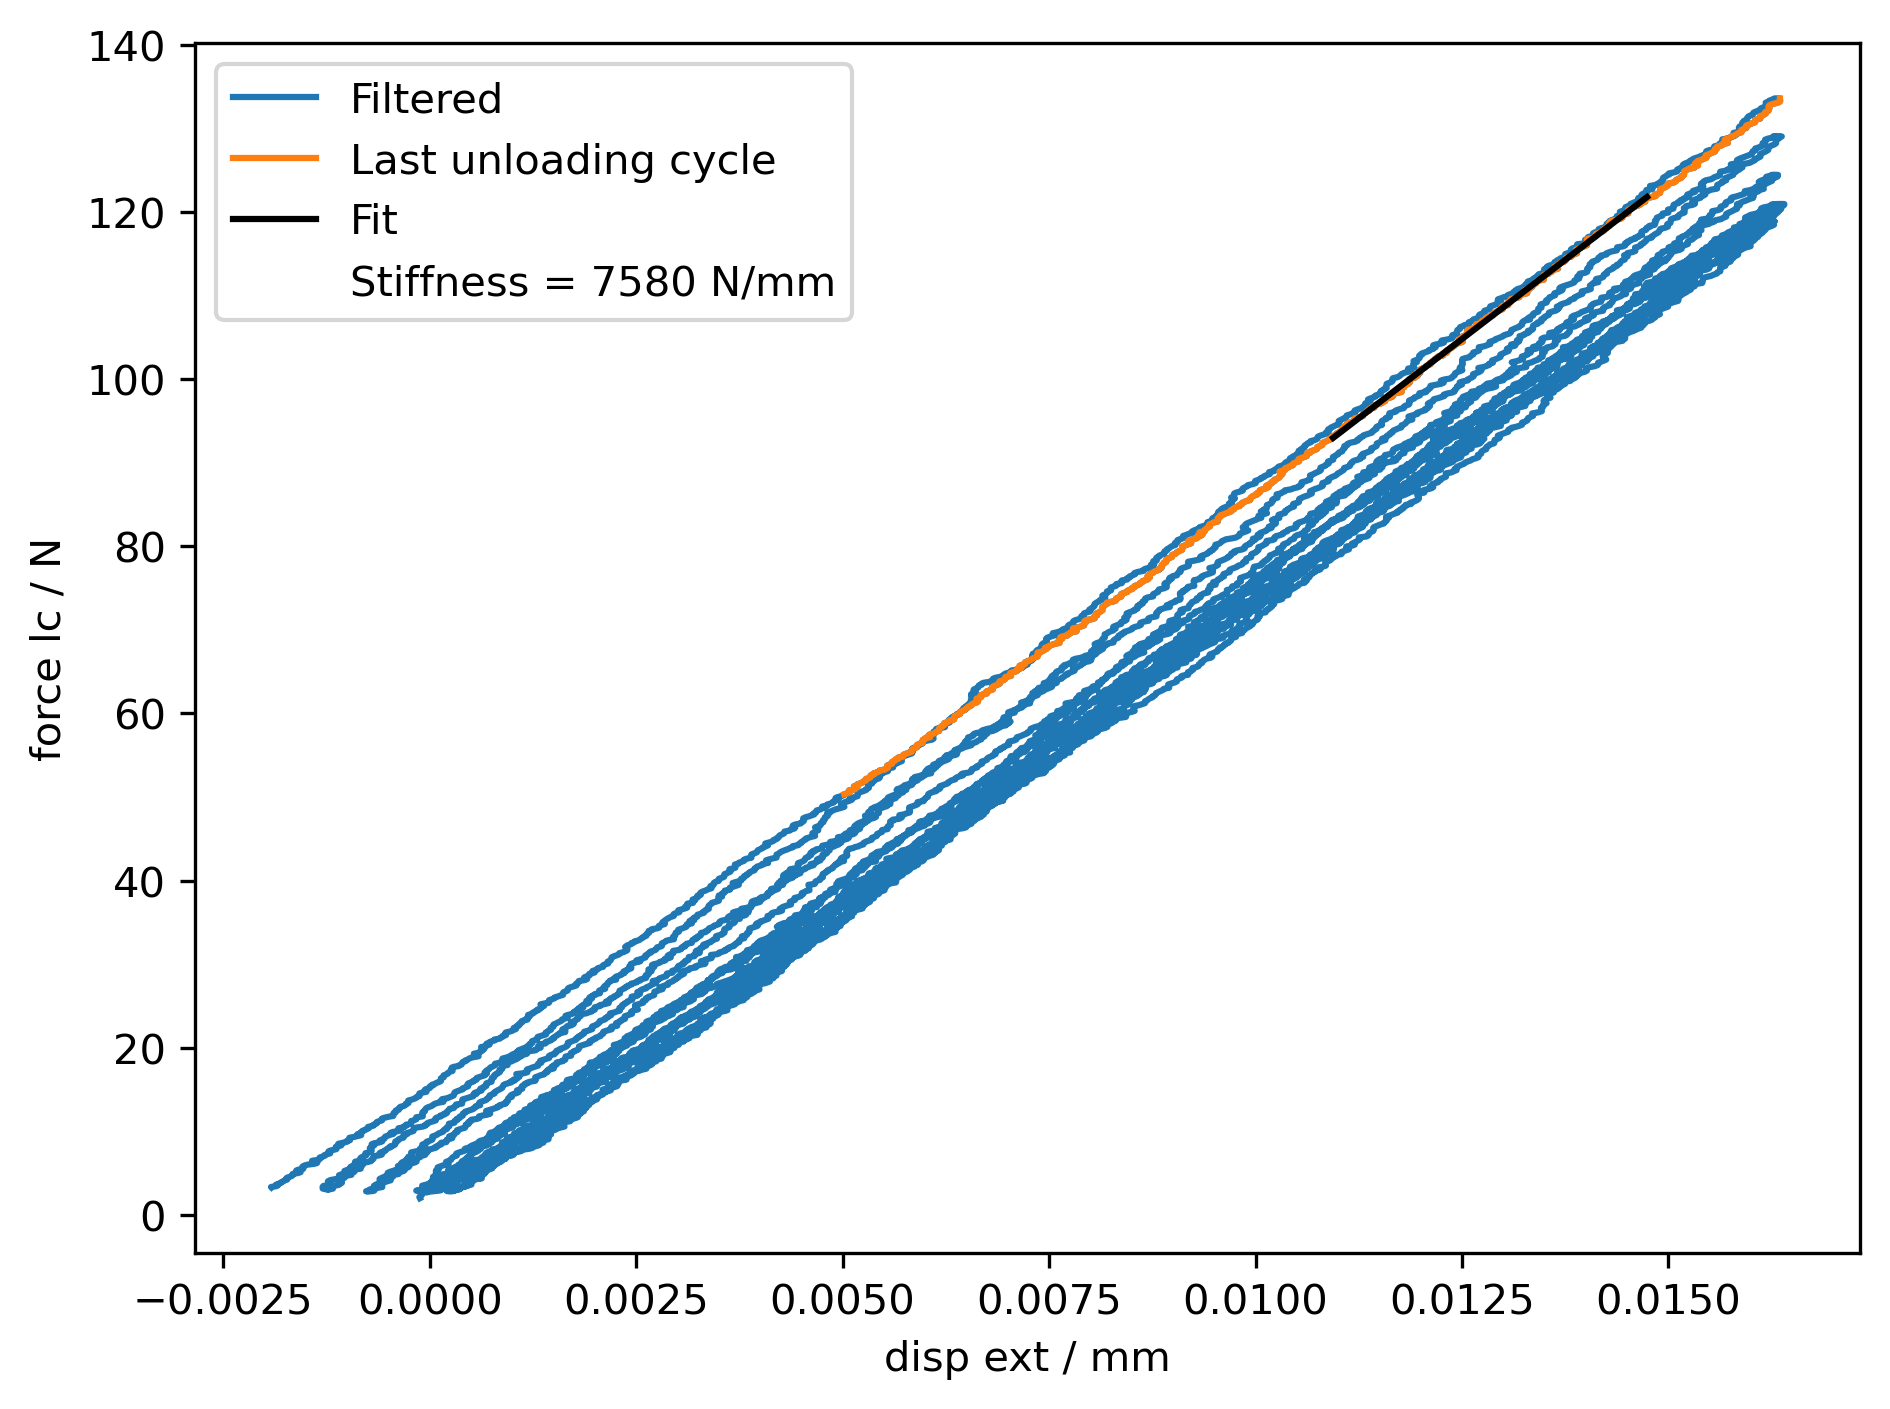 140
120
100
80
60
40
20
0
force lc / N
Filtered
Last unloading cycle
Fit
Stiffness = 7580 N/mm
−0.0025 0.0000 0.0025 0.0050 0.0075 0.0100 0.0125 0.0150
disp ext / mm